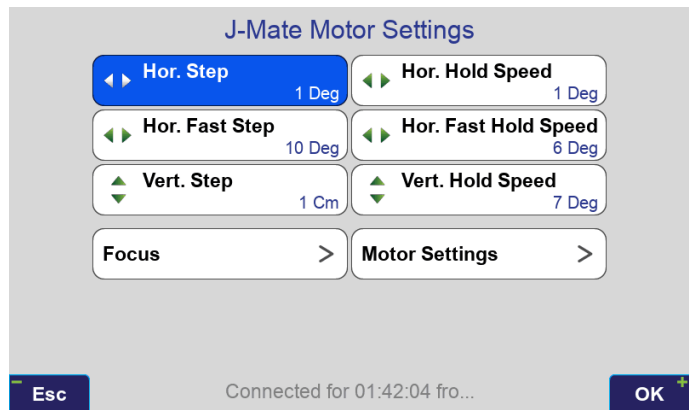 J-Mate Motor Settings
Hor. Step
1 Deg
Hor. Hold Speed
1 Deg
Hor. Fast Step
10 Deg
Hor. Fast Hold Speed
6 Deg
Vert. Step
1 Cm
Vert. Hold Speed
7 Deg
Focus >
Motor Settings >
- Esc
Connected for 01:42:04 fro...
OK +